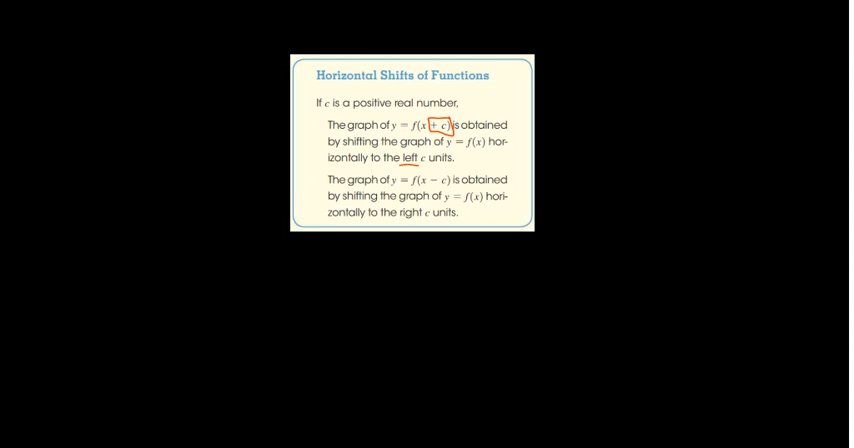 Horizontal Shifts of Functions
If c is a positive real number,
The graph of y = f(x + c) is obtained
by shifting the graph of y = f(x) hor-
izontally to the left c units.
The graph of y = f(x − c) is obtained
by shifting the graph of y = f(x) hori-
zontally to the right c units.